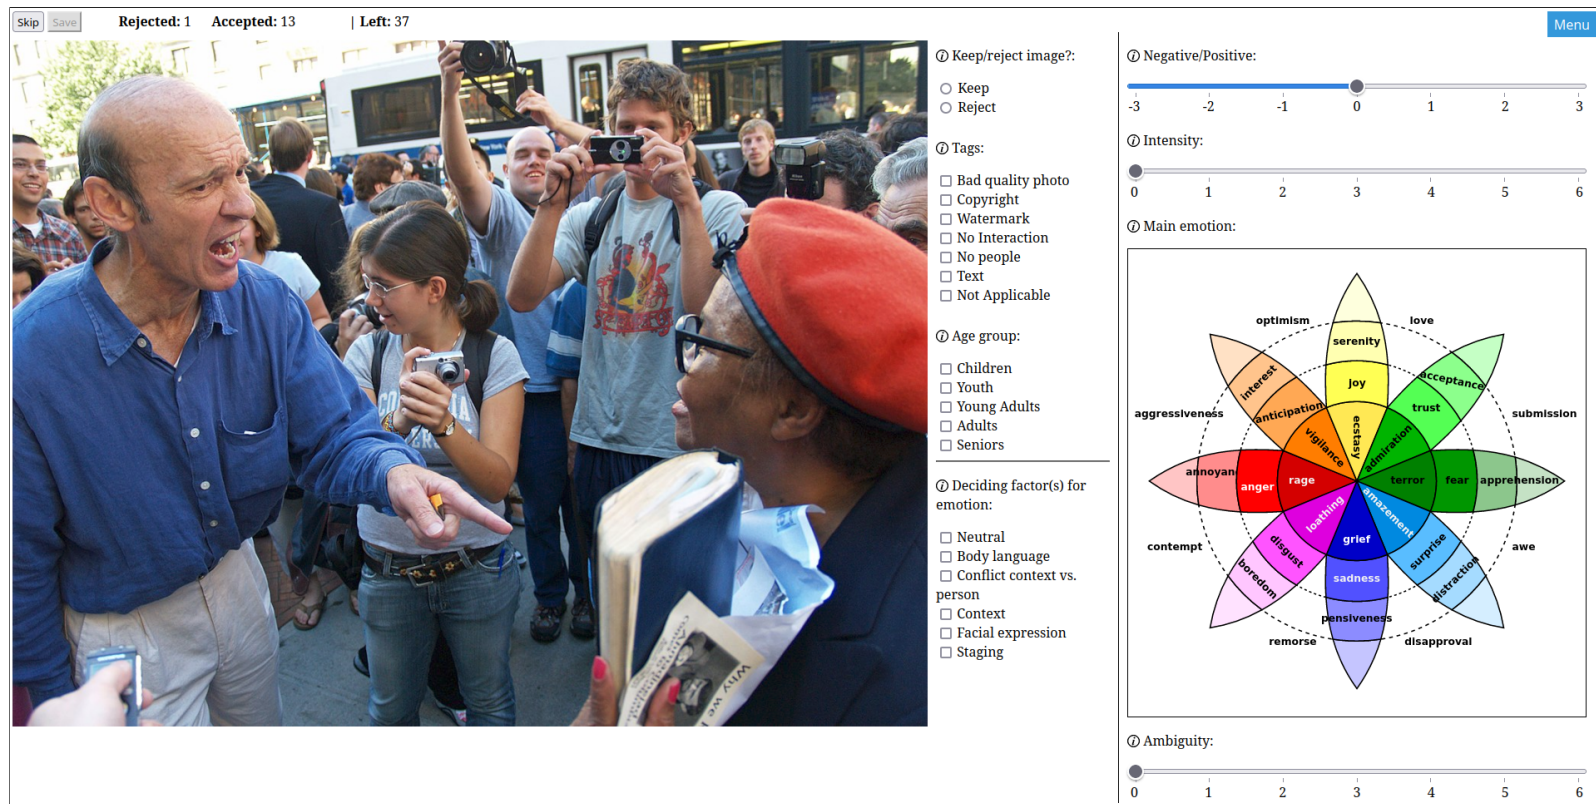 Skip Save Rejected: 1 Accepted: 13 | Left: 37
Menu
Keep/reject image?:
Keep
Reject
Tags:
Bad quality photo
Copyright
Watermark
No Interaction
No people
Text
Not Applicable
Age group:
Children
Youth
Young Adults
Adults
Seniors
Deciding factor(s) for
emotion:
Neutral
Body language
Conflict context vs.
person
Context
Facial expression
Staging
Negative/Positive:
-3 -2 -1 0 1 2 3
Intensity:
0 1 2 3 4 5 6
Main emotion:
optimism love
serenity
interest joy acceptance
anticipation trust
aggressiveness submission
vigilance ecstasy admiration
annoyan anger rage terror fear apprehension
loathing grief amazement
disgust surprise
contempt awe
boredom sadness distraction
pensiveness
remorse disapproval
Ambiguity:
0 1 2 3 4 5 6
Why we